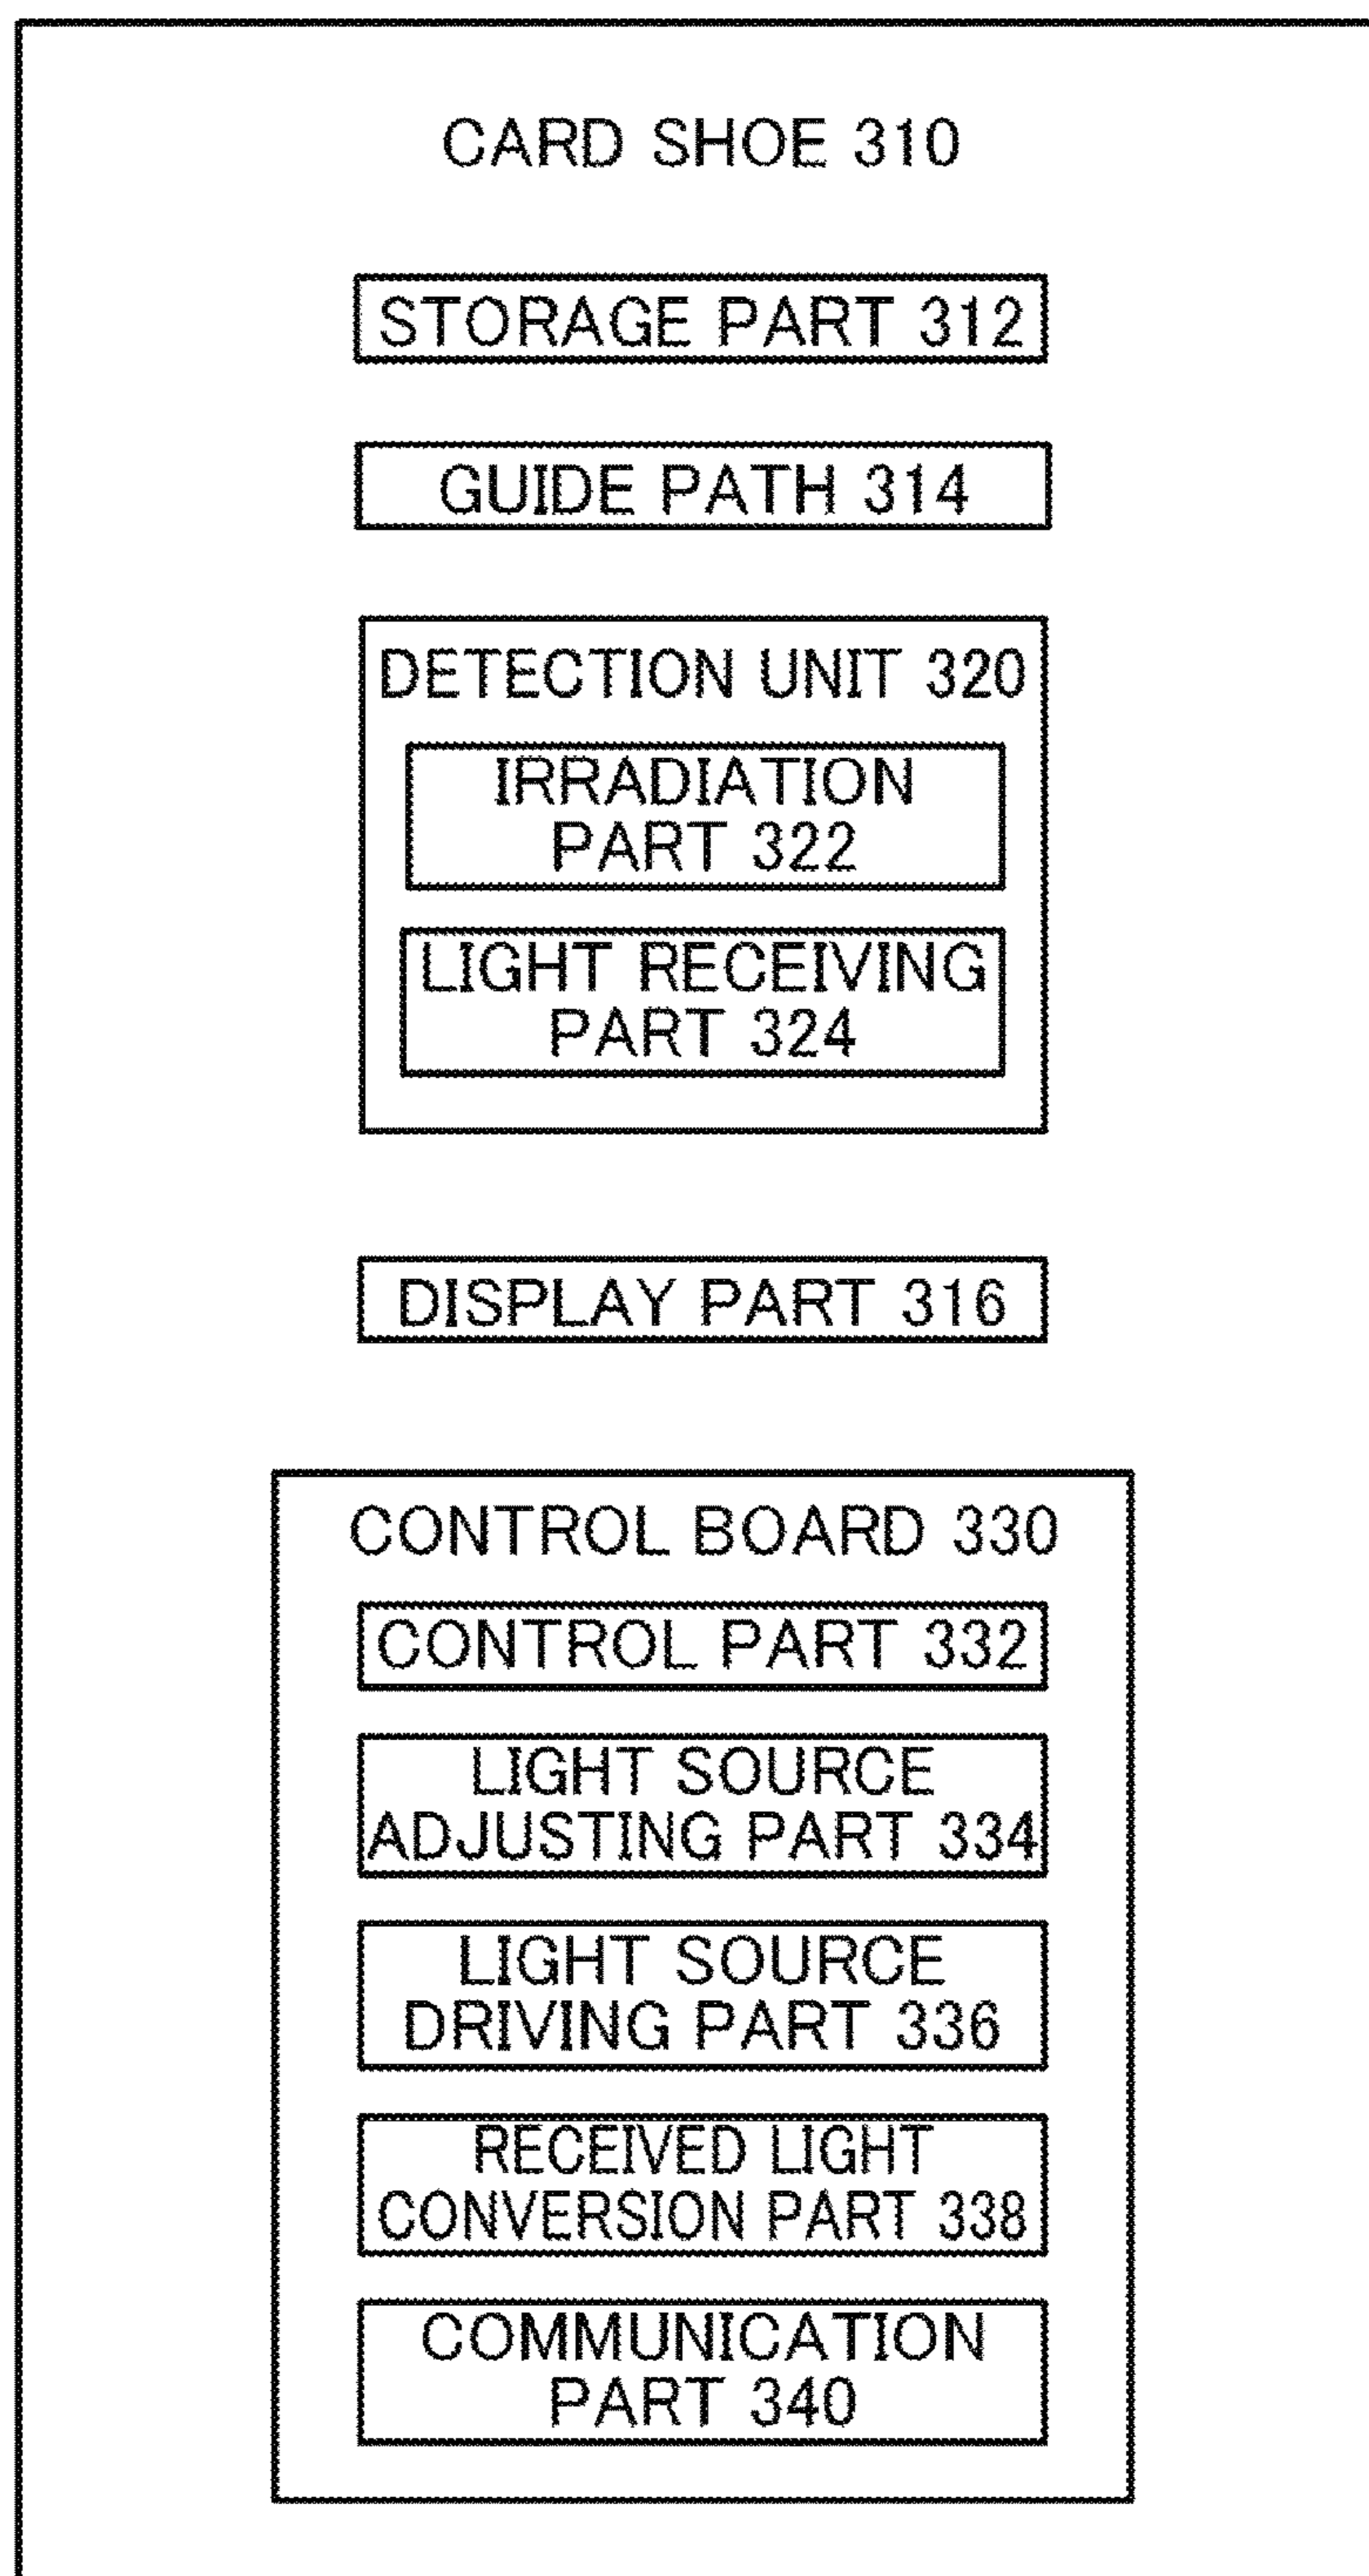 CARD SHOE 310
STORAGE PART 312
GUIDE PATH 314
DETECTION UNIT 320
IRRADIATION
PART 322
LIGHT RECEIVING
PART 324
DISPLAY PART 316
CONTROL BOARD 330
CONTROL PART 332
LIGHT SOURCE
ADJUSTING PART 334
LIGHT SOURCE
DRIVING PART 336
RECEIVED LIGHT
CONVERSION PART 338
COMMUNICATION
PART 340